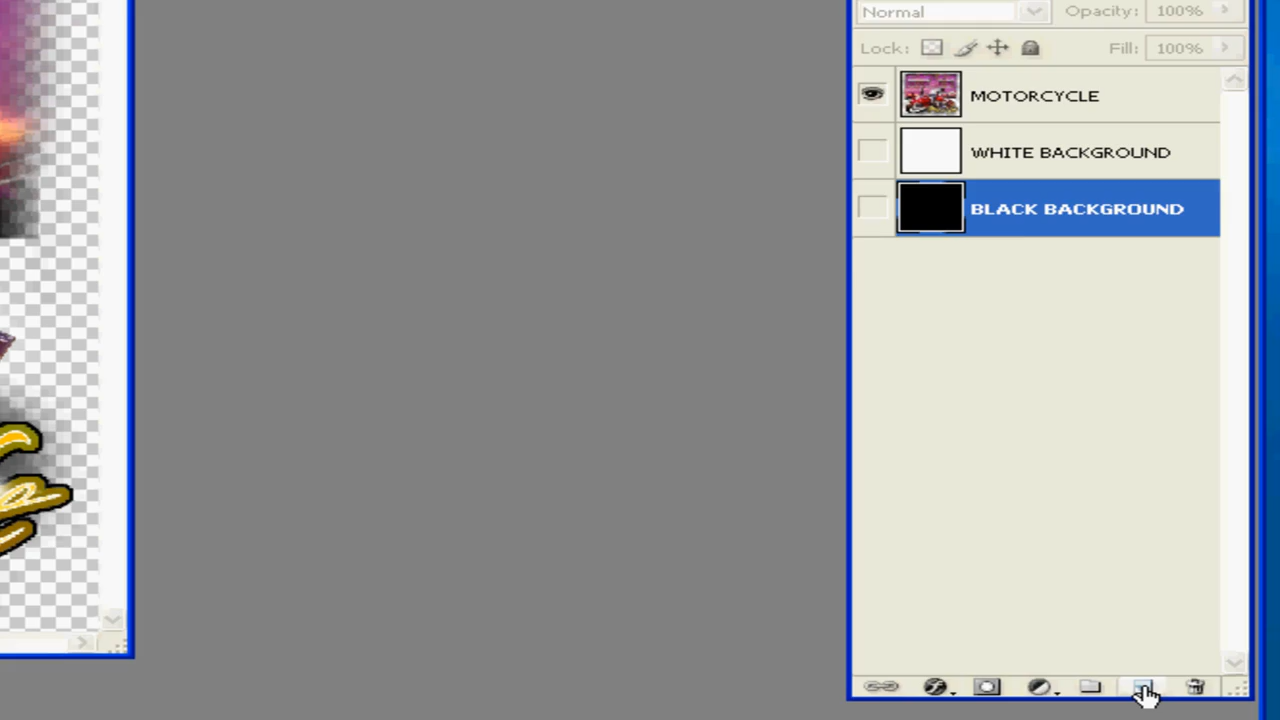 Normal Opacity: 100%
Lock: Fill: 100%
MOTORCYCLE
WHITE BACKGROUND
BLACK BACKGROUND